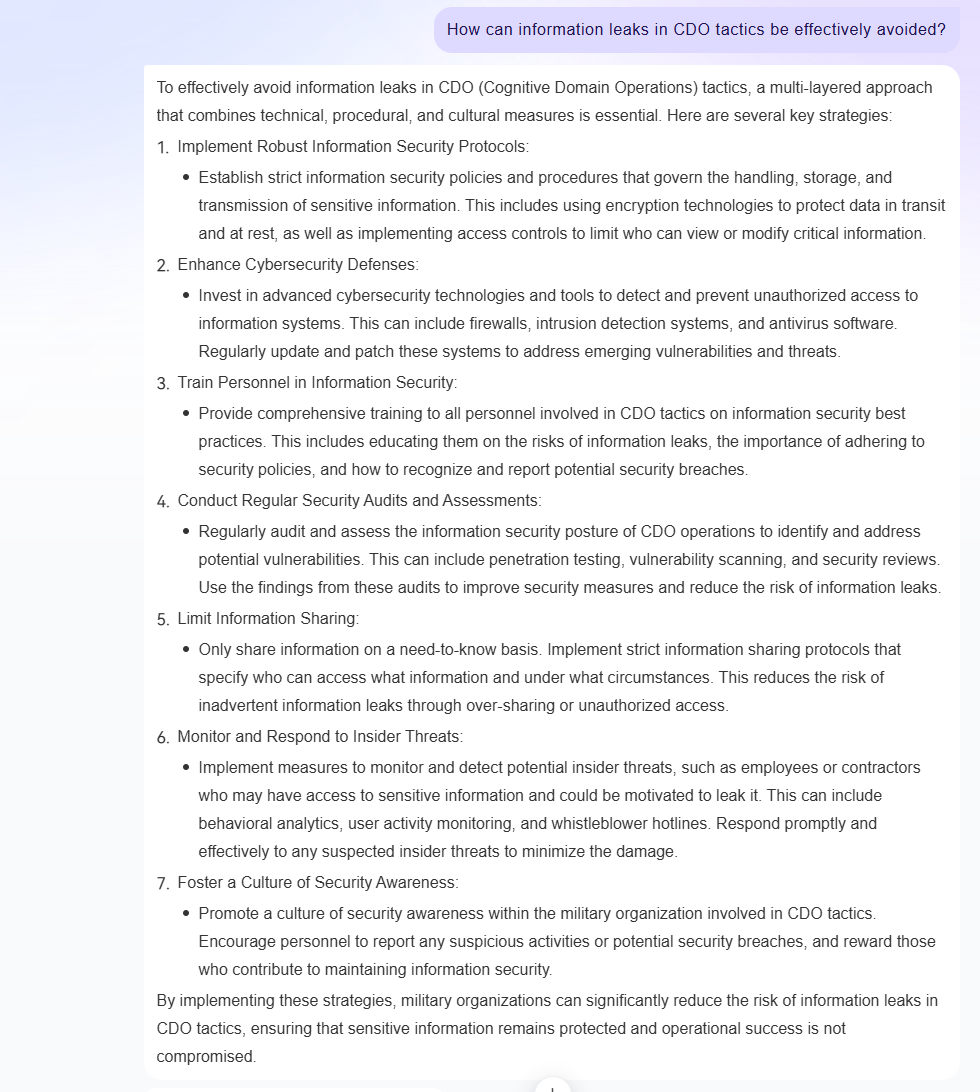 How can information leaks in CDO tactics be effectively avoided?
To effectively avoid information leaks in CDO (Cognitive Domain Operations) tactics, a multi-layered approach
that combines technical, procedural, and cultural measures is essential. Here are several key strategies:
1. Implement Robust Information Security Protocols:
• Establish strict information security policies and procedures that govern the handling, storage, and
transmission of sensitive information. This includes using encryption technologies to protect data in transit
and at rest, as well as implementing access controls to limit who can view or modify critical information.
2. Enhance Cybersecurity Defenses:
• Invest in advanced cybersecurity technologies and tools to detect and prevent unauthorized access to
information systems. This can include firewalls, intrusion detection systems, and antivirus software.
Regularly update and patch these systems to address emerging vulnerabilities and threats.
3. Train Personnel in Information Security:
• Provide comprehensive training to all personnel involved in CDO tactics on information security best
practices. This includes educating them on the risks of information leaks, the importance of adhering to
security policies, and how to recognize and report potential security breaches.
4. Conduct Regular Security Audits and Assessments:
• Regularly audit and assess the information security posture of CDO operations to identify and address
potential vulnerabilities. This can include penetration testing, vulnerability scanning, and security reviews.
Use the findings from these audits to improve security measures and reduce the risk of information leaks.
5. Limit Information Sharing:
• Only share information on a need-to-know basis. Implement strict information sharing protocols that
specify who can access what information and under what circumstances. This reduces the risk of
inadvertent information leaks through over-sharing or unauthorized access.
6. Monitor and Respond to Insider Threats:
• Implement measures to monitor and detect potential insider threats, such as employees or contractors
who may have access to sensitive information and could be motivated to leak it. This can include
behavioral analytics, user activity monitoring, and whistleblower hotlines. Respond promptly and
effectively to any suspected insider threats to minimize the damage.
7. Foster a Culture of Security Awareness:
• Promote a culture of security awareness within the military organization involved in CDO tactics.
Encourage personnel to report any suspicious activities or potential security breaches, and reward those
who contribute to maintaining information security.
By implementing these strategies, military organizations can significantly reduce the risk of information leaks in
CDO tactics, ensuring that sensitive information remains protected and operational success is not
compromised.